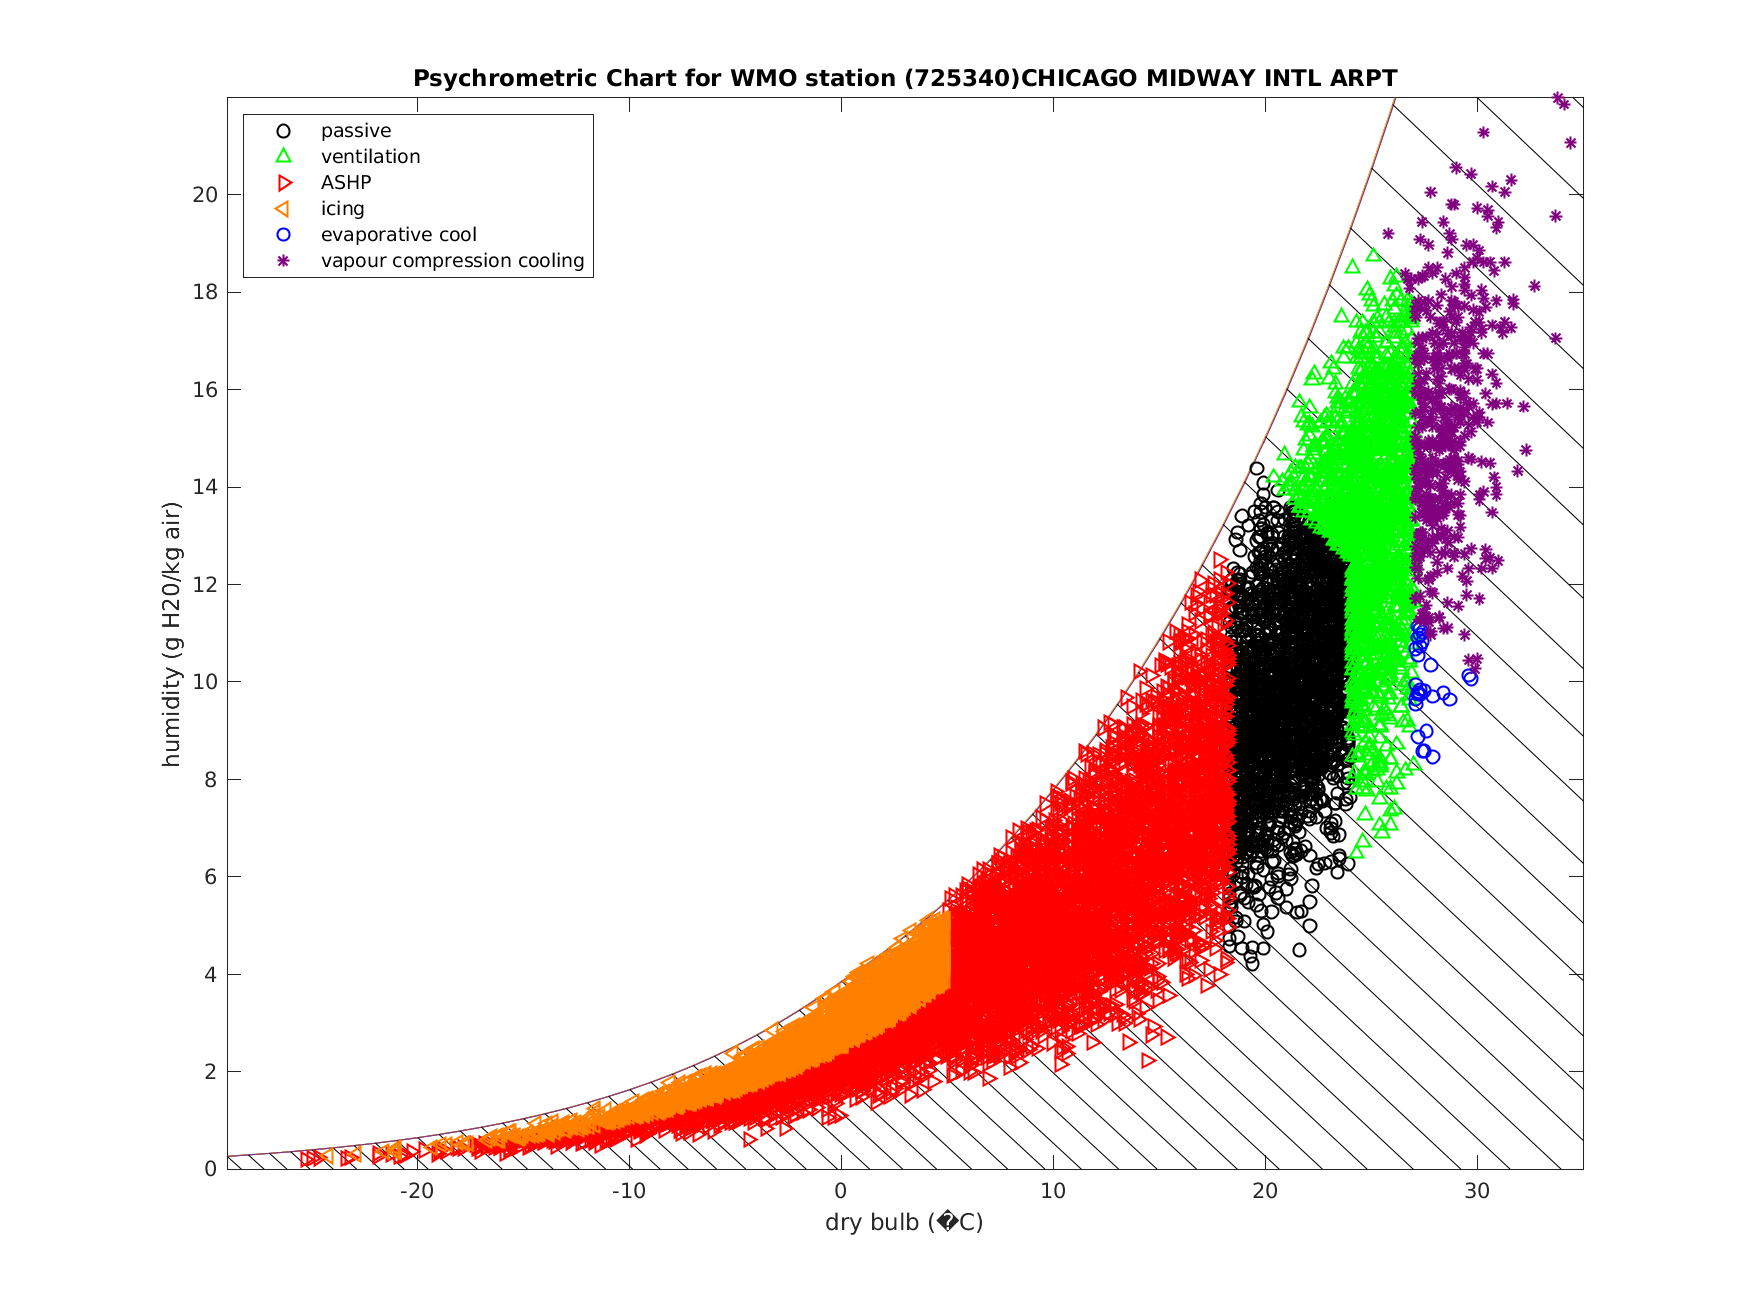 Psychrometric Chart for WMO station (725340)CHICAGO MIDWAY INTL ARPT
passive
ventilation
ASHP
icing
evaporative cool
vapour compression cooling
humidity (g H20/kg air)
20
18
16
14
12
10
8
6
4
2
0
-20
-10
0
10
20
30
dry bulb (�C)